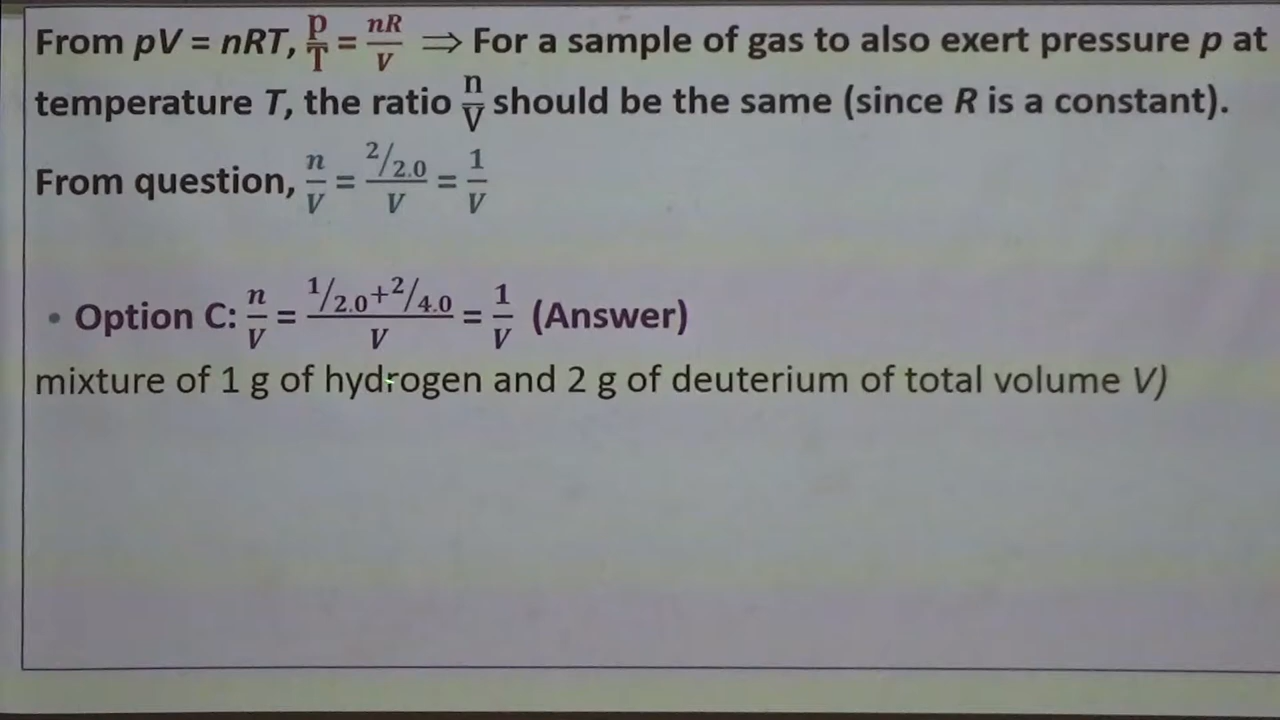 From pV = nRT, p/T = nR/V ⟹ For a sample of gas to also exert pressure p at
temperature T, the ratio n/V should be the same (since R is a constant).
From question, n/V = (2/2.0)/V = 1/V
• Option C: n/V = (1/2.0+2/4.0)/V = 1/V (Answer)
mixture of 1 g of hydrogen and 2 g of deuterium of total volume V)